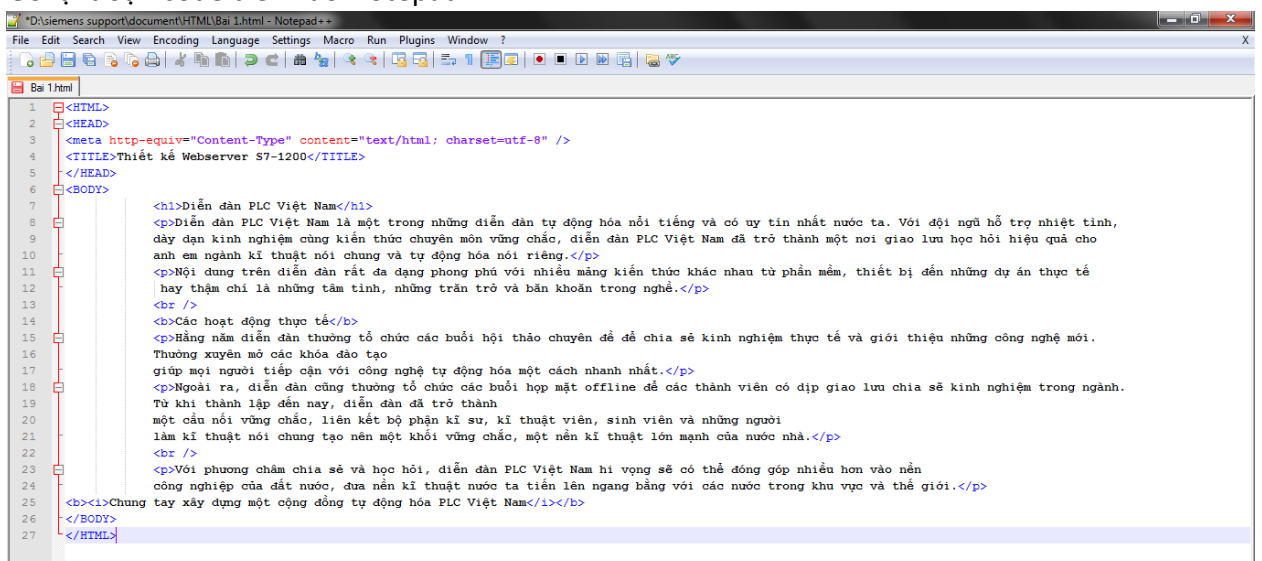 *D:\siemens support\document\HTML\Bai 1.html - Notepad++
File Edit Search View Encoding Language Settings Macro Run Plugins Window ? X
Bai 1.html
1 <HTML>
2 <HEAD>
3 <meta http-equiv="Content-Type" content="text/html; charset=utf-8" />
4 <TITLE>Thiết kế Webserver S7-1200</TITLE>
5 </HEAD>
6 <BODY>
7 <h1>Diễn đàn PLC Việt Nam</h1>
8 <p>Diễn đàn PLC Việt Nam là một trong những diễn đàn tự động hóa nổi tiếng và có uy tín nhất nước ta. Với đội ngũ hỗ trợ nhiệt tình,
9 dày dạn kinh nghiệm cùng kiến thức chuyên môn vững chắc, diễn đàn PLC Việt Nam đã trở thành một nơi giao lưu học hỏi hiệu quả cho
10 anh em ngành kĩ thuật nói chung và tự động hóa nói riêng.</p>
11 <p>Nội dung trên diễn đàn rất đa dạng phong phú với nhiều mảng kiến thức khác nhau từ phần mềm, thiết bị đến những dự án thực tế
12 hay thậm chí là những tâm tình, những trăn trở và băn khoăn trong nghề.</p>
13 <br />
14 <b>Các hoạt động thực tế</b>
15 <p>Hằng năm diễn đàn thường tổ chức các buổi hội thảo chuyên đề để chia sẻ kinh nghiệm thực tế và giới thiệu những công nghệ mới.
16 Thường xuyên mở các khóa đào tạo
17 giúp mọi người tiếp cận với công nghệ tự động hóa một cách nhanh nhất.</p>
18 <p>Ngoài ra, diễn đàn cũng thường tổ chức các buổi họp mặt offline để các thành viên có dịp giao lưu chia sẽ kinh nghiệm trong ngành.
19 Từ khi thành lập đến nay, diễn đàn đã trở thành
20 một cầu nối vững chắc, liên kết bộ phận kĩ sư, kĩ thuật viên, sinh viên và những người
21 làm kĩ thuật nói chung tạo nên một khối vững chắc, một nền kĩ thuật lớn mạnh của nước nhà.</p>
22 <br />
23 <p>Với phương châm chia sẻ và học hỏi, diễn đàn PLC Việt Nam hi vọng sẽ có thể đóng góp nhiều hơn vào nền
24 công nghiệp của đất nước, đưa nền kĩ thuật nước ta tiến lên ngang bằng với các nước trong khu vực và thế giới.</p>
25 <b><i>Chung tay xây dựng một cộng đồng tự động hóa PLC Việt Nam</i></b>
26 </BODY>
27 </HTML>